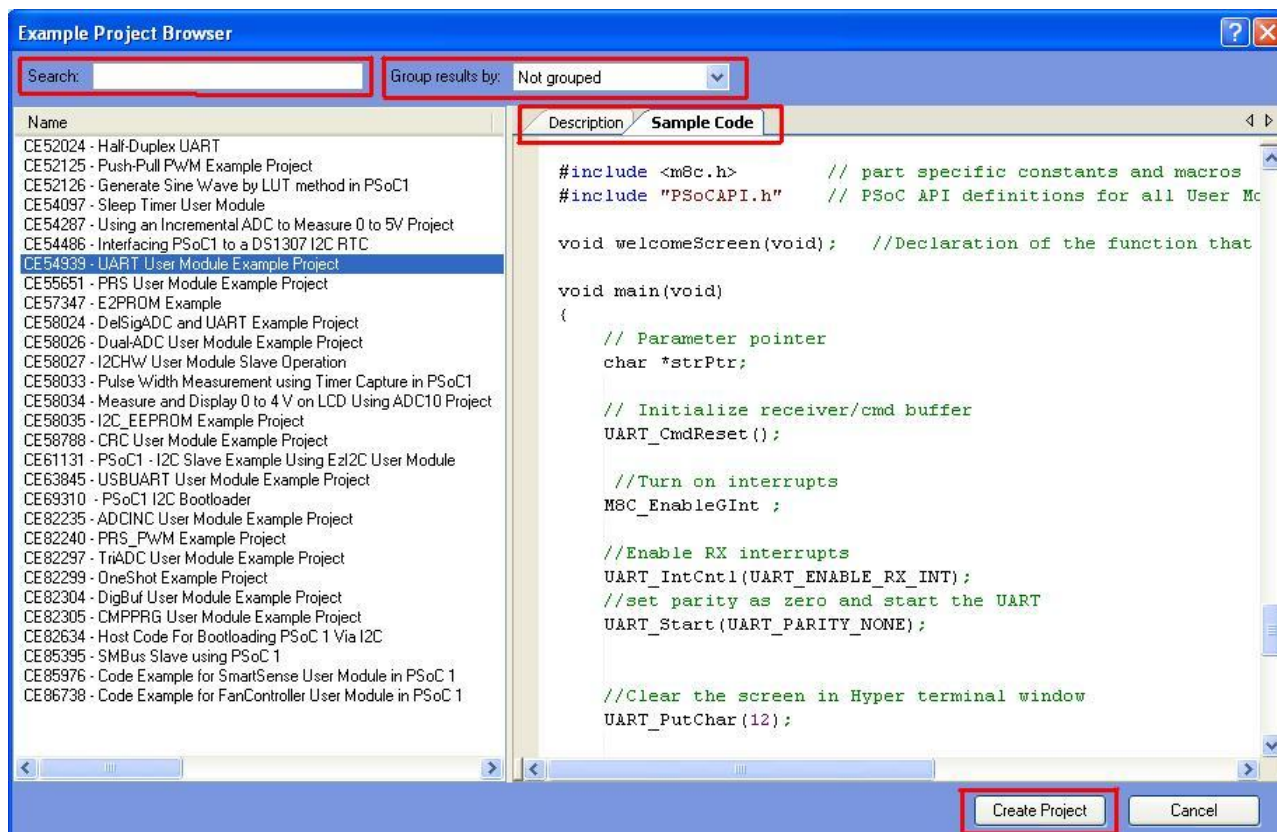 Example Project Browser
Search:
Group results by: Not grouped
Name
CE52024 - Half-Duplex UART
CE52125 - Push-Pull PWM Example Project
CE52126 - Generate Sine Wave by LUT method in PSoC1
CE54097 - Sleep Timer User Module
CE54287 - Using an Incremental ADC to Measure 0 to 5V Project
CE54486 - Interfacing PSoC1 to a DS1307 I2C RTC
CE54939 - UART User Module Example Project
CE55651 - PRS User Module Example Project
CE57347 - E2PROM Example
CE58024 - DelSigADC and UART Example Project
CE58026 - Dual-ADC User Module Example Project
CE58027 - I2CHW User Module Slave Operation
CE58033 - Pulse Width Measurement using Timer Capture in PSoC1
CE58034 - Measure and Display 0 to 4 V on LCD Using ADC10 Project
CE58035 - I2C_EEPROM Example Project
CE58788 - CRC User Module Example Project
CE61131 - PSoC1 - I2C Slave Example Using EzI2C User Module
CE63845 - USBUART User Module Example Project
CE69310 - PSoC1 I2C Bootloader
CE82235 - ADCINC User Module Example Project
CE82240 - PRS_PWM Example Project
CE82297 - TriADC User Module Example Project
CE82299 - OneShot Example Project
CE82304 - DigBuf User Module Example Project
CE82305 - CMPPRG User Module Example Project
CE82634 - Host Code For Bootloading PSoC 1 Via I2C
CE85395 - SMBus Slave using PSoC 1
CE85976 - Code Example for SmartSense User Module in PSoC 1
CE86738 - Code Example for FanController User Module in PSoC 1
Description Sample Code
#include <m8c.h> // part specific constants and macros
#include "PSoCAPI.h" // PSoC API definitions for all User Mo
void welcomeScreen(void); //Declaration of the function that
void main(void)
{
// Parameter pointer
char *strPtr;
// Initialize receiver/cmd buffer
UART_CmdReset();
//Turn on interrupts
M8C_EnableGInt ;
//Enable RX interrupts
UART_IntCntl(UART_ENABLE_RX_INT);
//set parity as zero and start the UART
UART_Start(UART_PARITY_NONE);
//Clear the screen in Hyper terminal window
UART_PutChar(12);
Create Project
Cancel